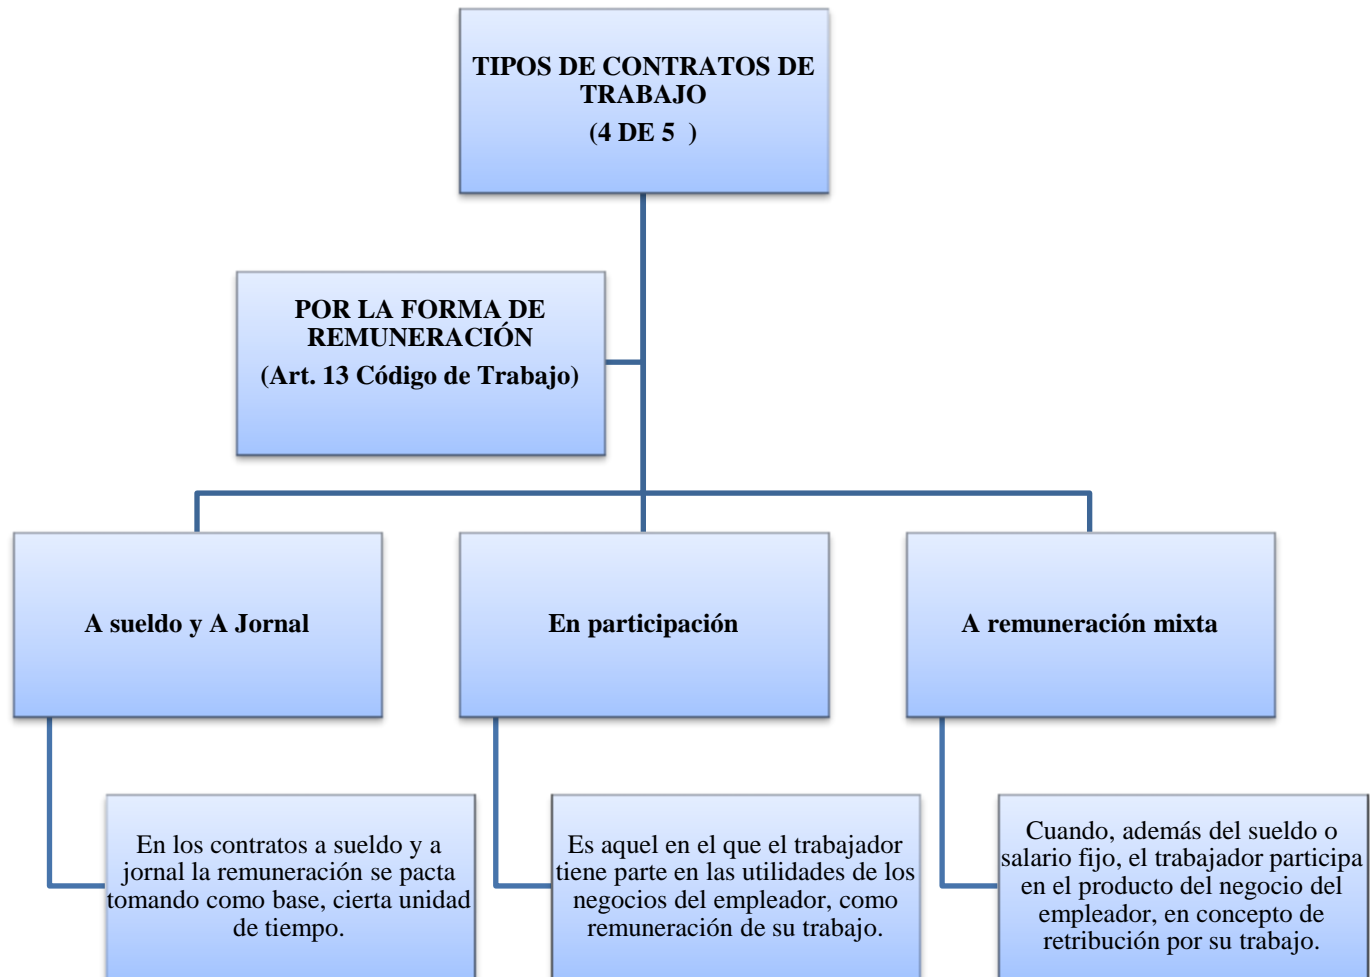 TIPOS DE CONTRATOS DE
TRABAJO
(4 DE 5 )
POR LA FORMA DE
REMUNERACIÓN
(Art. 13 Código de Trabajo)
A sueldo y A Jornal
En participación
A remuneración mixta
En los contratos a sueldo y a
jornal la remuneración se pacta
tomando como base, cierta unidad
de tiempo.
Es aquel en el que el trabajador
tiene parte en las utilidades de los
negocios del empleador, como
remuneración de su trabajo.
Cuando, además del sueldo o
salario fijo, el trabajador participa
en el producto del negocio del
empleador, en concepto de
retribución por su trabajo.